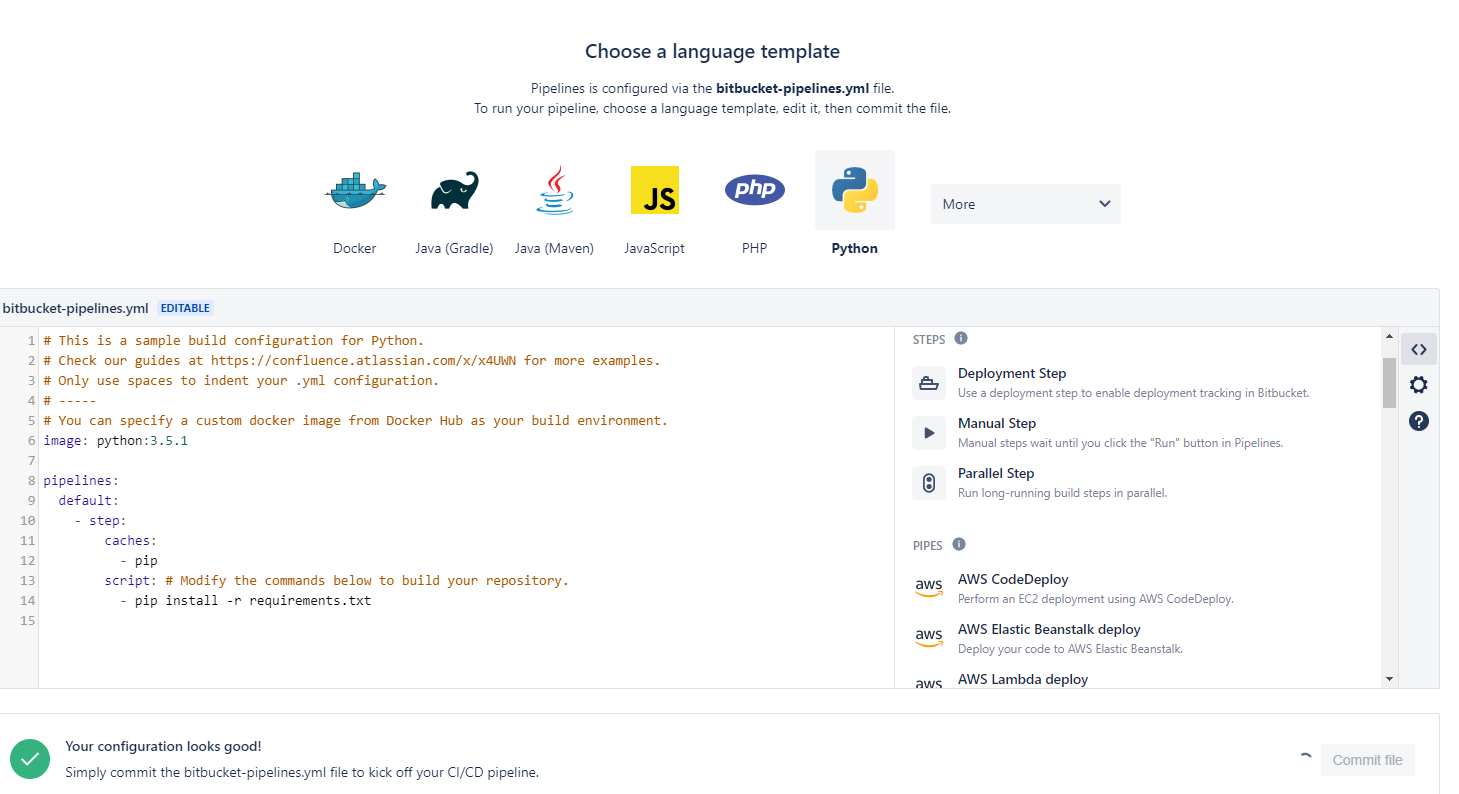 Choose a language template
Pipelines is configured via the bitbucket-pipelines.yml file.
To run your pipeline, choose a language template, edit it, then commit the file.
JS
php
Docker
Java (Gradle)
Java (Maven)
JavaScript
PHP
Python
More
bitbucket-pipelines.yml EDITABLE
1 # This is a sample build configuration for Python.
2 # Check our guides at https://confluence.atlassian.com/x/x4UWN for more examples.
3 # Only use spaces to indent your .yml configuration.
4 # -----
5 # You can specify a custom docker image from Docker Hub as your build environment.
6 image: python:3.5.1
7
8 pipelines:
9   default:
10     - step:
11         caches:
12           - pip
13         script: # Modify the commands below to build your repository.
14           - pip install -r requirements.txt
15
STEPS
Deployment Step
Use a deployment step to enable deployment tracking in Bitbucket.
Manual Step
Manual steps wait until you click the "Run" button in Pipelines.
Parallel Step
Run long-running build steps in parallel.
PIPES
aws
AWS CodeDeploy
Perform an EC2 deployment using AWS CodeDeploy.
aws
AWS Elastic Beanstalk deploy
Deploy your code to AWS Elastic Beanstalk.
aws
AWS Lambda deploy
Your configuration looks good!
Simply commit the bitbucket-pipelines.yml file to kick off your CI/CD pipeline.
Commit file